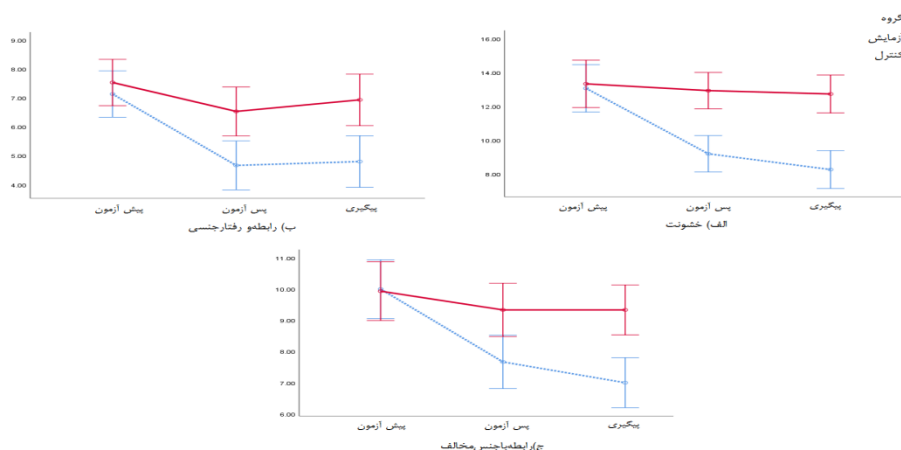 گروه
آزمایش
کنترل
16.00
14.00
12.00
10.00
8.00
پیش آزمون
پس آزمون
پیگیری
الف) خشونت
9.00
8.00
7.00
6.00
5.00
4.00
پیش آزمون
پس آزمون
پیگیری
ب) رابطه‌و رفتارجنسی
11.00
10.00
9.00
8.00
7.00
6.00
پیش آزمون
پس آزمون
پیگیری
ج)رابطه‌باجنس‌مخالف